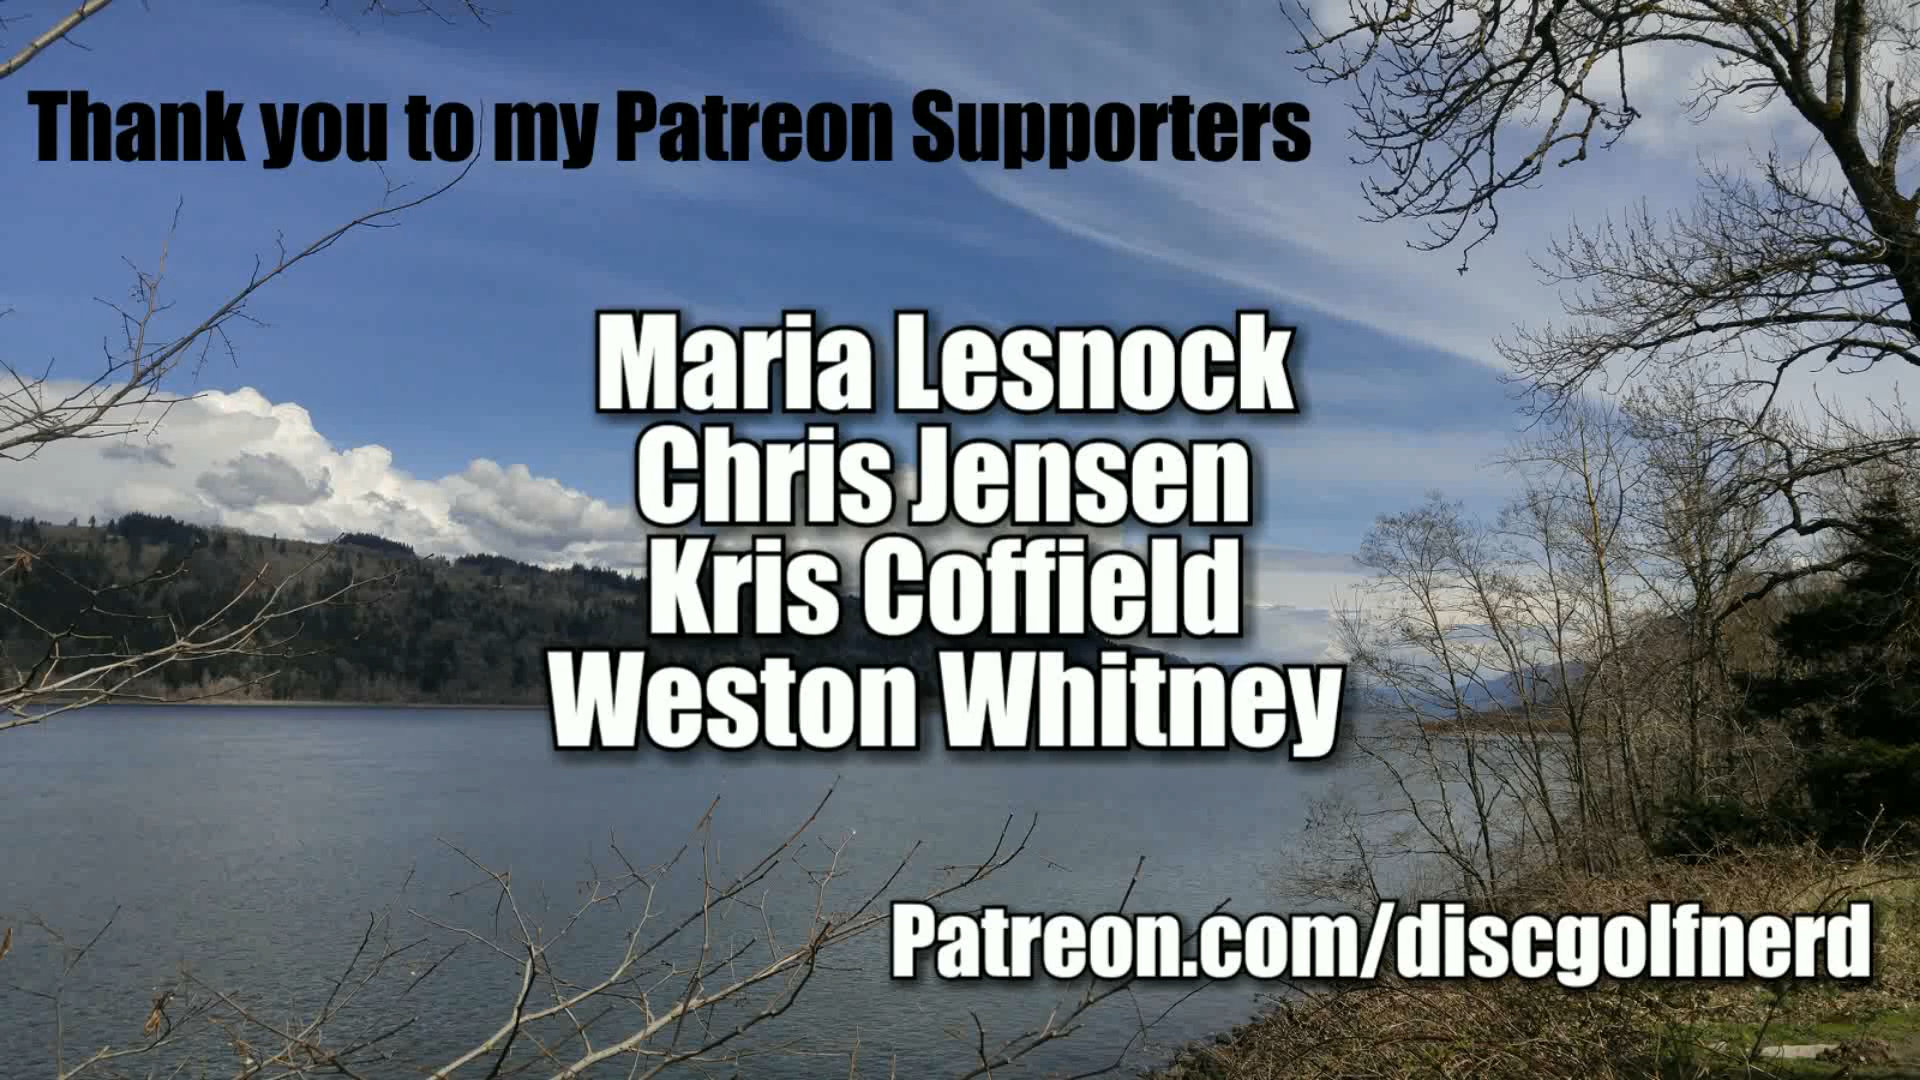 Thank you to my Patreon Supporters
Maria Lesnock
Chris Jensen
Kris Coffield
Weston Whitney
Patreon.com/discgolfnerd